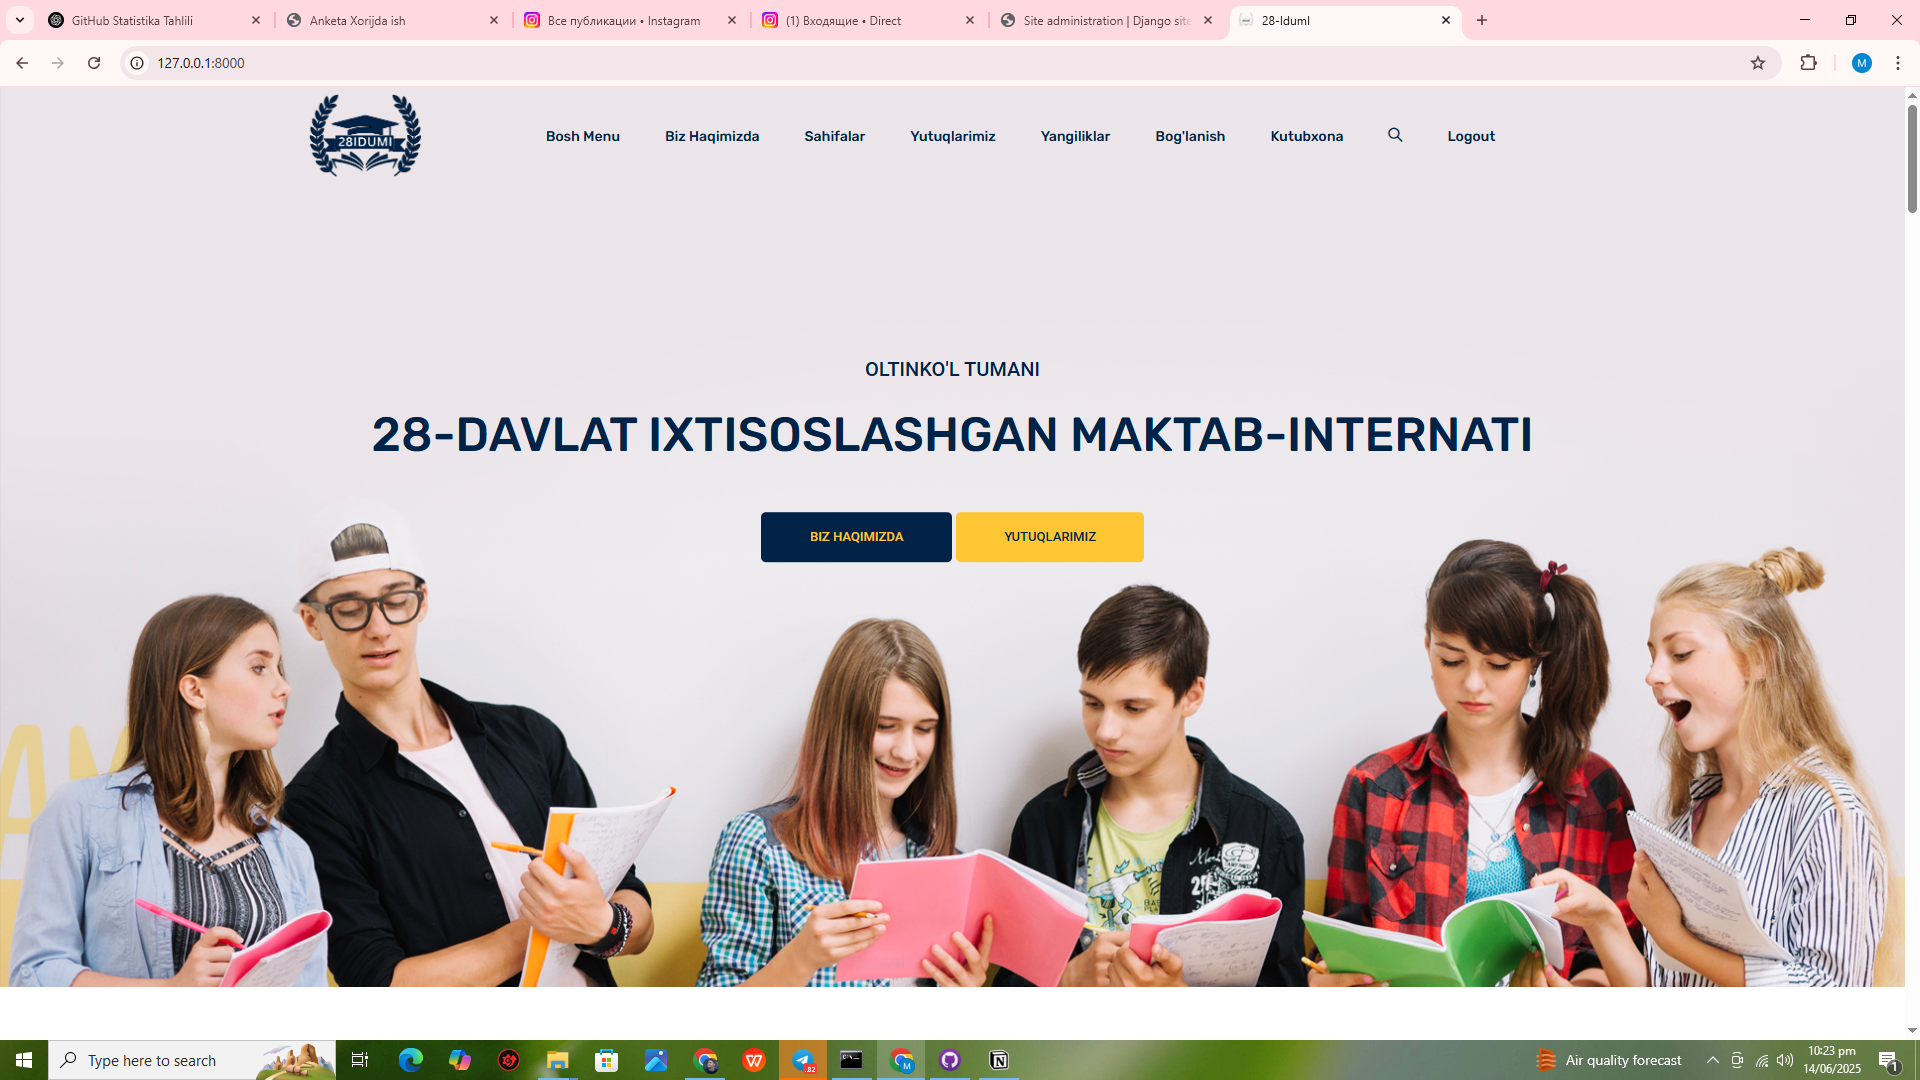 GitHub Statistika Tahlili
Anketa Xorijda ish
Все публикации • Instagram
(1) Входящие • Direct
Site administration | Django site
28-IdumI
127.0.0.1:8000
M
28IDUMI
Bosh Menu
Biz Haqimizda
Sahifalar
Yutuqlarimiz
Yangiliklar
Bog'lanish
Kutubxona
Logout
OLTINKO'L TUMANI
28-DAVLAT IXTISOSLASHGAN MAKTAB-INTERNATI
BIZ HAQIMIZDA
YUTUQLARIMIZ
Type here to search
82
M
Air quality forecast
10:23 pm
14/06/2025
1